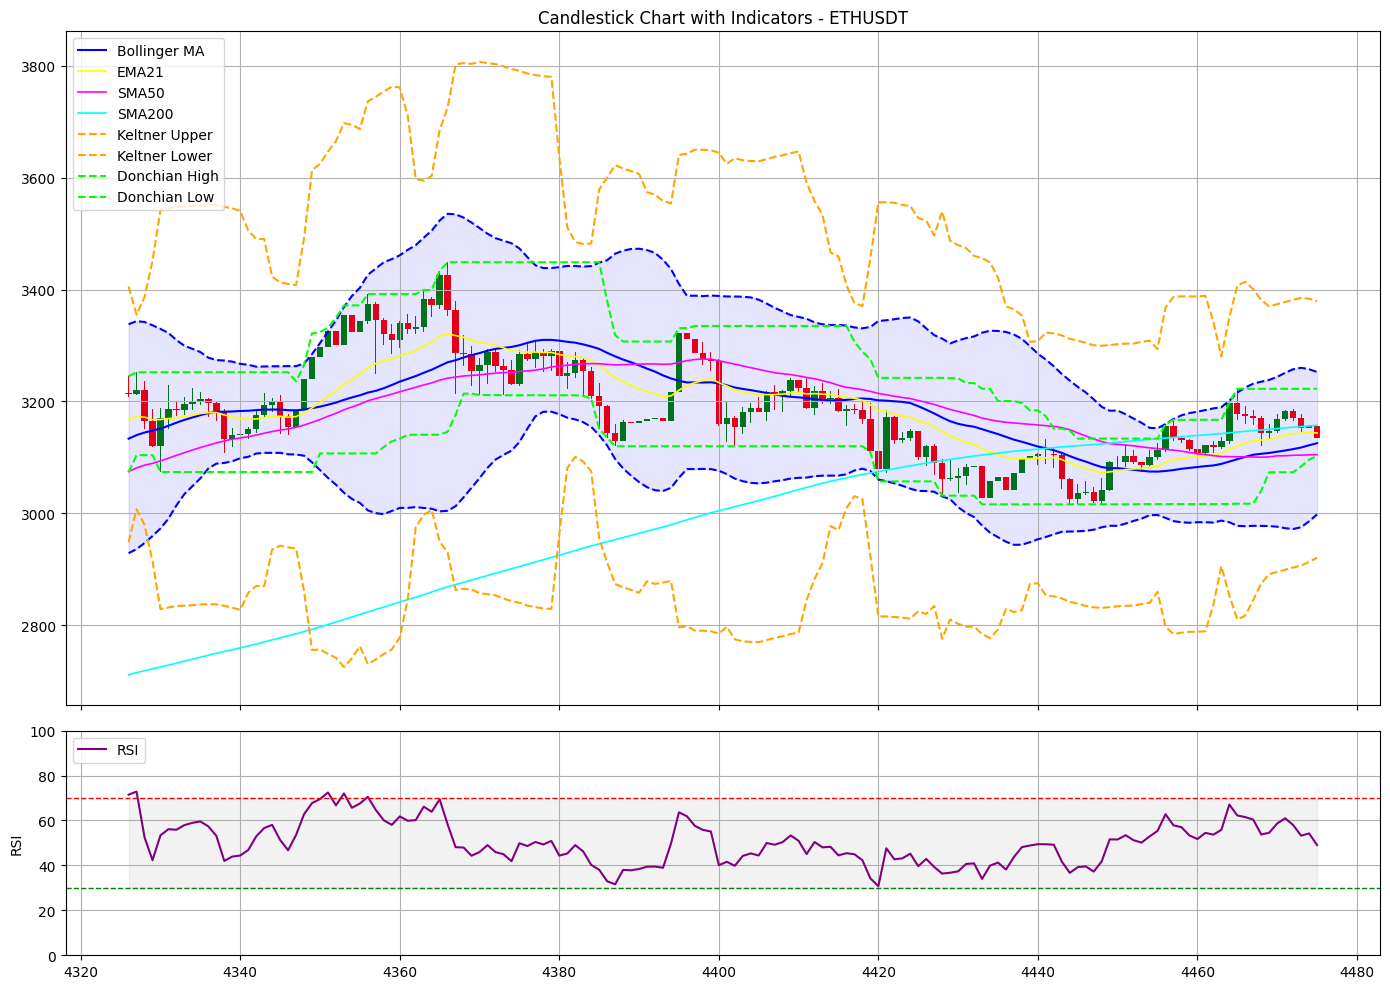 Candlestick Chart with Indicators - ETHUSDT
Bollinger MA
EMA21
SMA50
SMA200
Keltner Upper
Keltner Lower
Donchian High
Donchian Low
3800
3600
3400
3200
3000
2800
RSI
100
80
60
40
20
0
RSI
4320 4340 4360 4380 4400 4420 4440 4460 4480